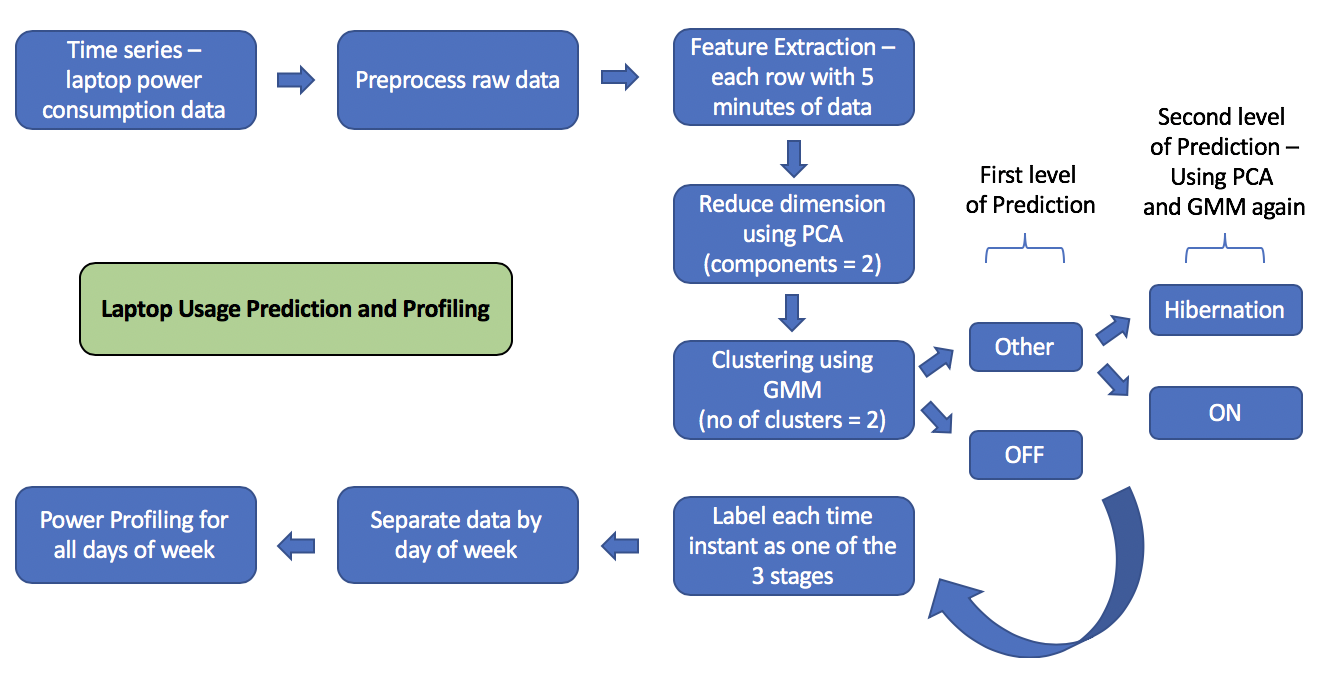 Time series –
laptop power
consumption data
Preprocess raw data
Feature Extraction –
each row with 5
minutes of data
Reduce dimension
using PCA
(components = 2)
Clustering using
GMM
(no of clusters = 2)
First level
of Prediction
Second level
of Prediction –
Using PCA
and GMM again
Other
OFF
Hibernation
ON
Laptop Usage Prediction and Profiling
Label each time
instant as one of the
3 stages
Separate data by
day of week
Power Profiling for
all days of week